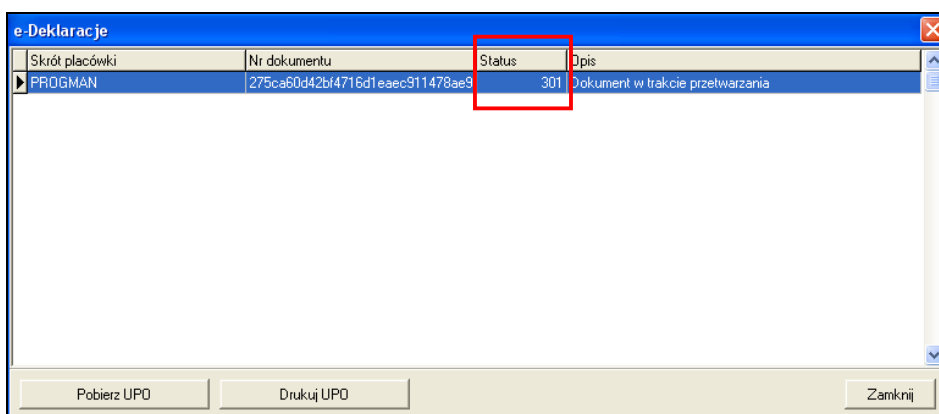 e-Deklaracje
Skrót placówki Nr dokumentu Status Opis
PROGMAN 275ca60d42bf4716d1eaec911478ae9 301 Dokument w trakcie przetwarzania
Pobierz UPO Drukuj UPO Zamknij